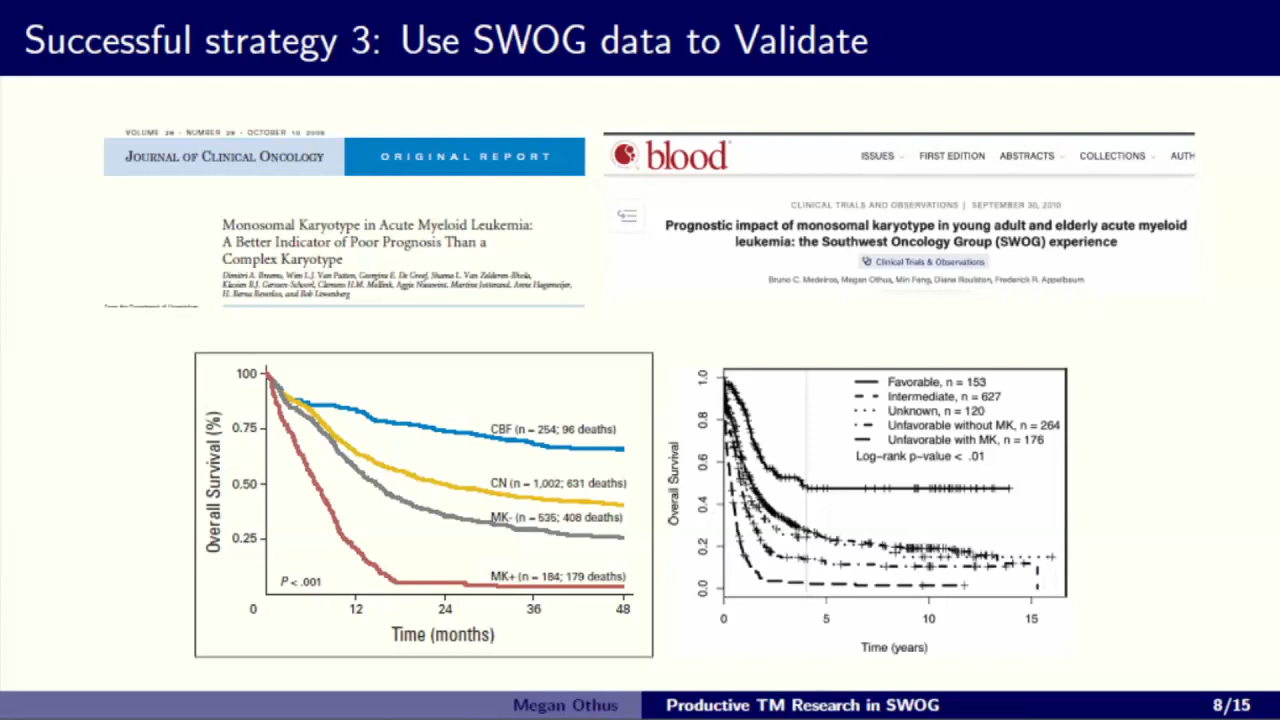 Successful strategy 3: Use SWOG data to Validate
VOLUME 26 · NUMBER 29 · OCTOBER 10 2008
JOURNAL OF CLINICAL ONCOLOGY
ORIGINAL REPORT
Monosomal Karyotype in Acute Myeloid Leukemia:
A Better Indicator of Poor Prognosis Than a
Complex Karyotype
blood
ISSUES
FIRST EDITION
ABSTRACTS
COLLECTIONS
AUTH
CLINICAL TRIALS AND OBSERVATIONS | SEPTEMBER 30, 2010
Prognostic impact of monosomal karyotype in young adult and elderly acute myeloid
leukemia: the Southwest Oncology Group (SWOG) experience
Clinical Trials & Observations
Bruno C. Medeiros, Megan Othus, Min Fang, Diane Roulston, Frederick R. Appelbaum
Overall Survival (%)
100
0.75
0.50
0.25
CBF (n = 254; 96 deaths)
CN (n = 1,002; 631 deaths)
MK- (n = 535; 408 deaths)
MK+ (n = 184; 179 deaths)
P < .001
0
12
24
36
48
Time (months)
Overall Survival
1.0
0.8
0.6
0.4
0.2
0.0
Favorable, n = 153
Intermediate, n = 627
Unknown, n = 120
Unfavorable without MK, n = 264
Unfavorable with MK, n = 176
Log-rank p-value < .01
0
5
10
15
Time (years)
Megan Othus
Productive TM Research in SWOG
8/15